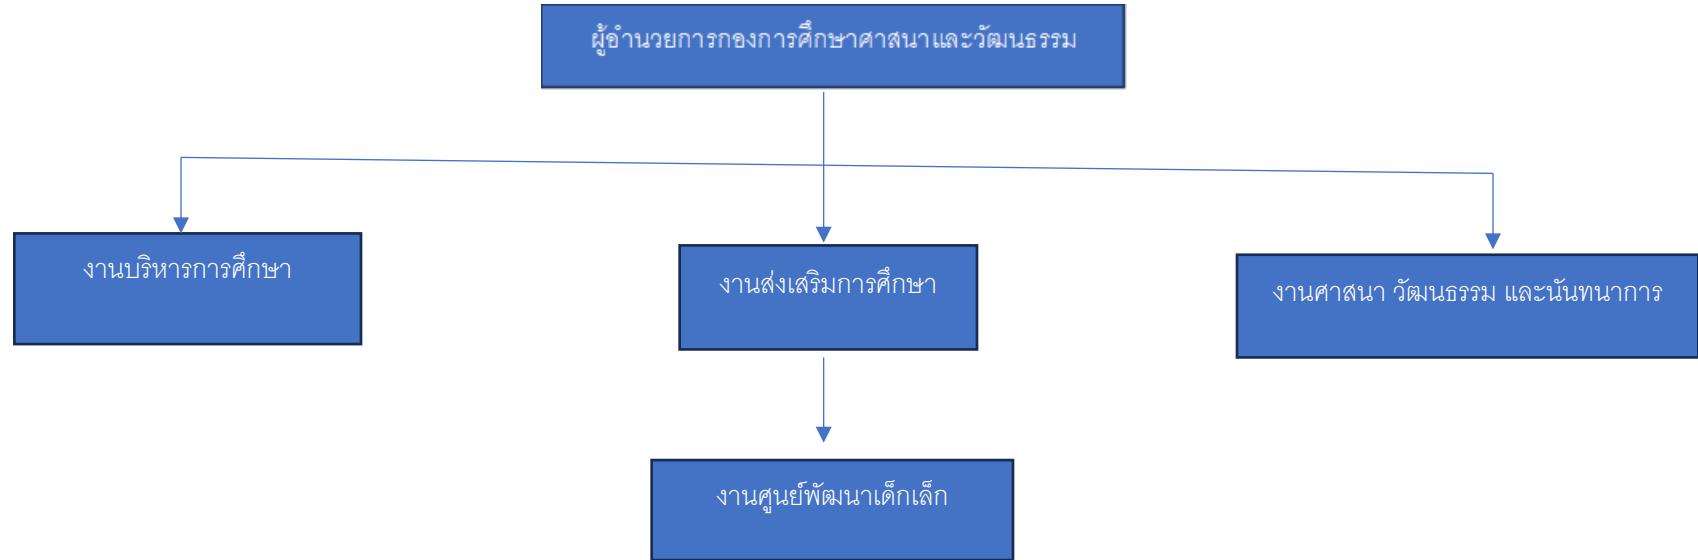 ผู้อำนวยการกองการศึกษาศาสนาและวัฒนธรรม
งานบริหารการศึกษา
งานส่งเสริมการศึกษา
งานศาสนา วัฒนธรรม และนันทนาการ
งานศูนย์พัฒนาเด็กเล็ก